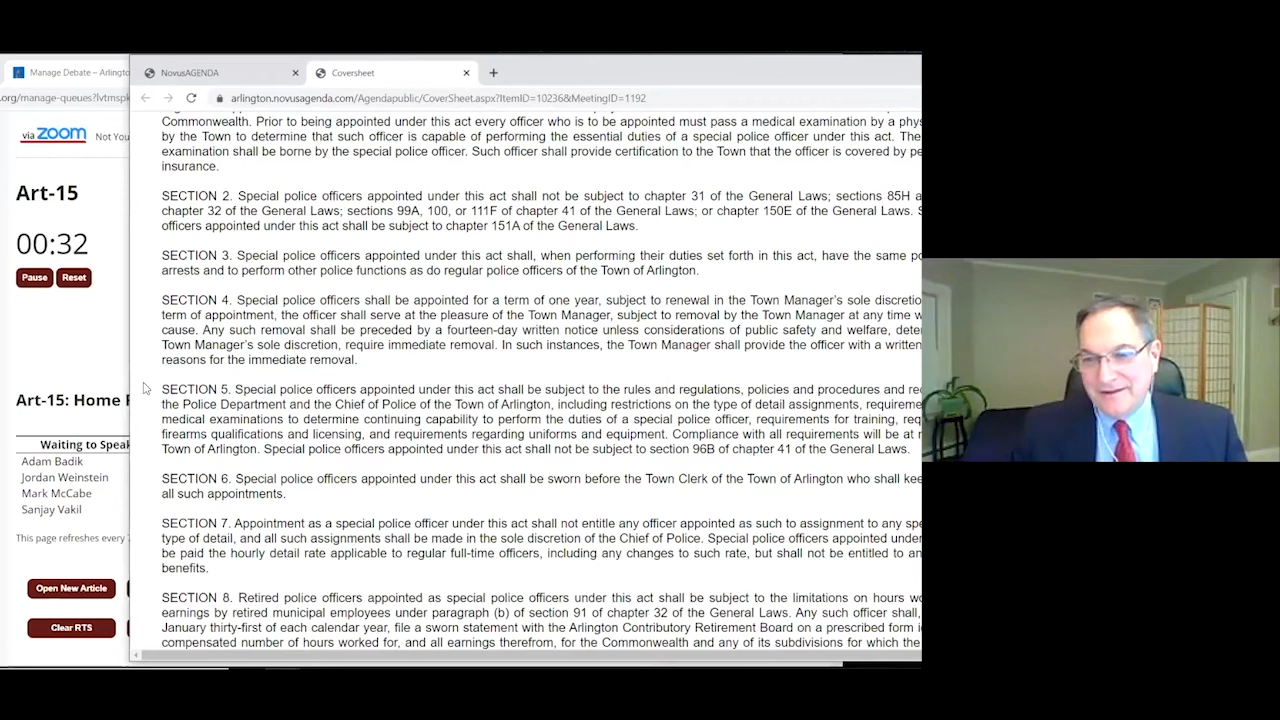 Manage Debate – Arlingto
.org/manage-queues?lvtmspk
via zoom Not You
Art-15
00:32
Pause Reset
Art-15: Home R
Waiting to Speak
Adam Badik
Jordan Weinstein
Mark McCabe
Sanjay Vakil
This page refreshes every
Open New Article
Clear RTS
NovusAGENDA
Coversheet
arlington.novusagenda.com/Agendapublic/CoverSheet.aspx?ItemID=10236&MeetingID=1192
Commonwealth. Prior to being appointed under this act every officer who is to be appointed must pass a medical examination by a phys
by the Town to determine that such officer is capable of performing the essential duties of a special police officer under this act. The
examination shall be borne by the special police officer. Such officer shall provide certification to the Town that the officer is covered by pe
insurance.
SECTION 2. Special police officers appointed under this act shall not be subject to chapter 31 of the General Laws; sections 85H a
chapter 32 of the General Laws; sections 99A, 100, or 111F of chapter 41 of the General Laws; or chapter 150E of the General Laws. S
officers appointed under this act shall be subject to chapter 151A of the General Laws.
SECTION 3. Special police officers appointed under this act shall, when performing their duties set forth in this act, have the same po
arrests and to perform other police functions as do regular police officers of the Town of Arlington.
SECTION 4. Special police officers shall be appointed for a term of one year, subject to renewal in the Town Manager's sole discretio
term of appointment, the officer shall serve at the pleasure of the Town Manager, subject to removal by the Town Manager at any time w
cause. Any such removal shall be preceded by a fourteen-day written notice unless considerations of public safety and welfare, dete
Town Manager's sole discretion, require immediate removal. In such instances, the Town Manager shall provide the officer with a written
reasons for the immediate removal.
SECTION 5. Special police officers appointed under this act shall be subject to the rules and regulations, policies and procedures and req
the Police Department and the Chief of Police of the Town of Arlington, including restrictions on the type of detail assignments, requireme
medical examinations to determine continuing capability to perform the duties of a special police officer, requirements for training, req
firearms qualifications and licensing, and requirements regarding uniforms and equipment. Compliance with all requirements will be at n
Town of Arlington. Special police officers appointed under this act shall not be subject to section 96B of chapter 41 of the General Laws.
SECTION 6. Special police officers appointed under this act shall be sworn before the Town Clerk of the Town of Arlington who shall kee
all such appointments.
SECTION 7. Appointment as a special police officer under this act shall not entitle any officer appointed as such to assignment to any spe
type of detail, and all such assignments shall be made in the sole discretion of the Chief of Police. Special police officers appointed under
be paid the hourly detail rate applicable to regular full-time officers, including any changes to such rate, but shall not be entitled to an
benefits.
SECTION 8. Retired police officers appointed as special police officers under this act shall be subject to the limitations on hours wo
earnings by retired municipal employees under paragraph (b) of section 91 of chapter 32 of the General Laws. Any such officer shall,
January thirty-first of each calendar year, file a sworn statement with the Arlington Contributory Retirement Board on a prescribed form i
compensated number of hours worked for, and all earnings therefrom, for the Commonwealth and any of its subdivisions for which the